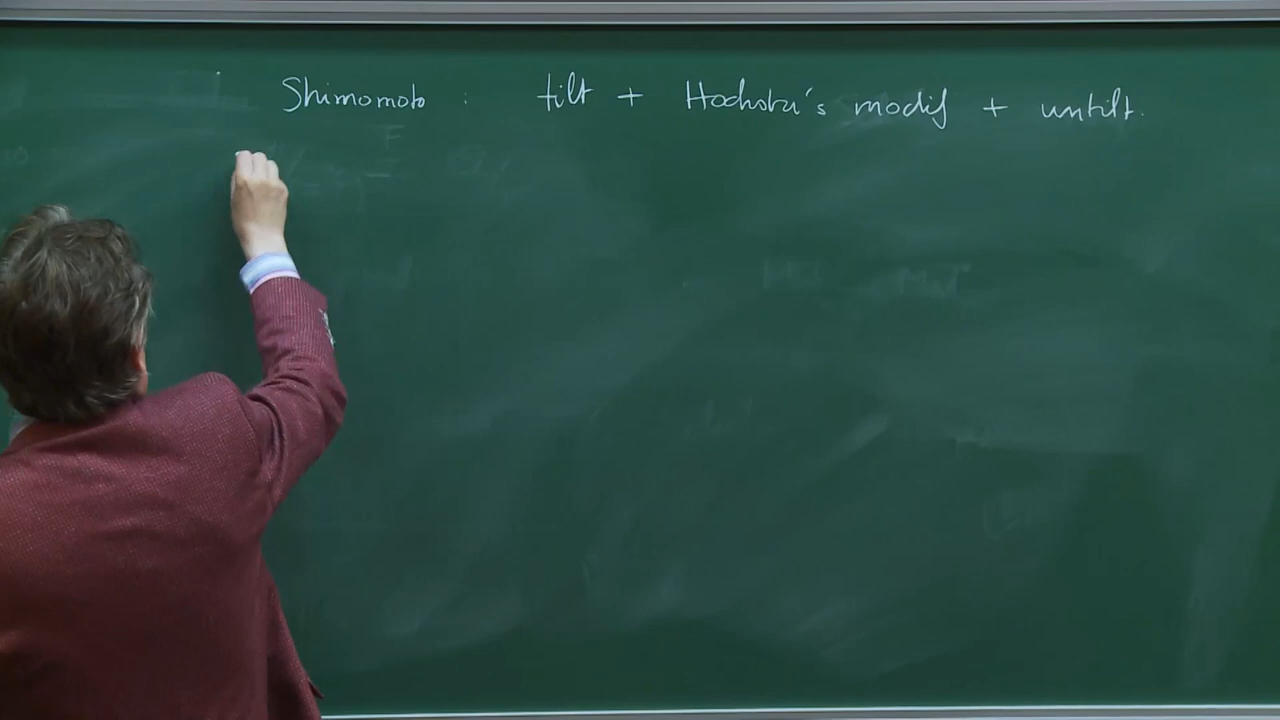 Shimomoto : tilt + Hochster's modif + untilt.